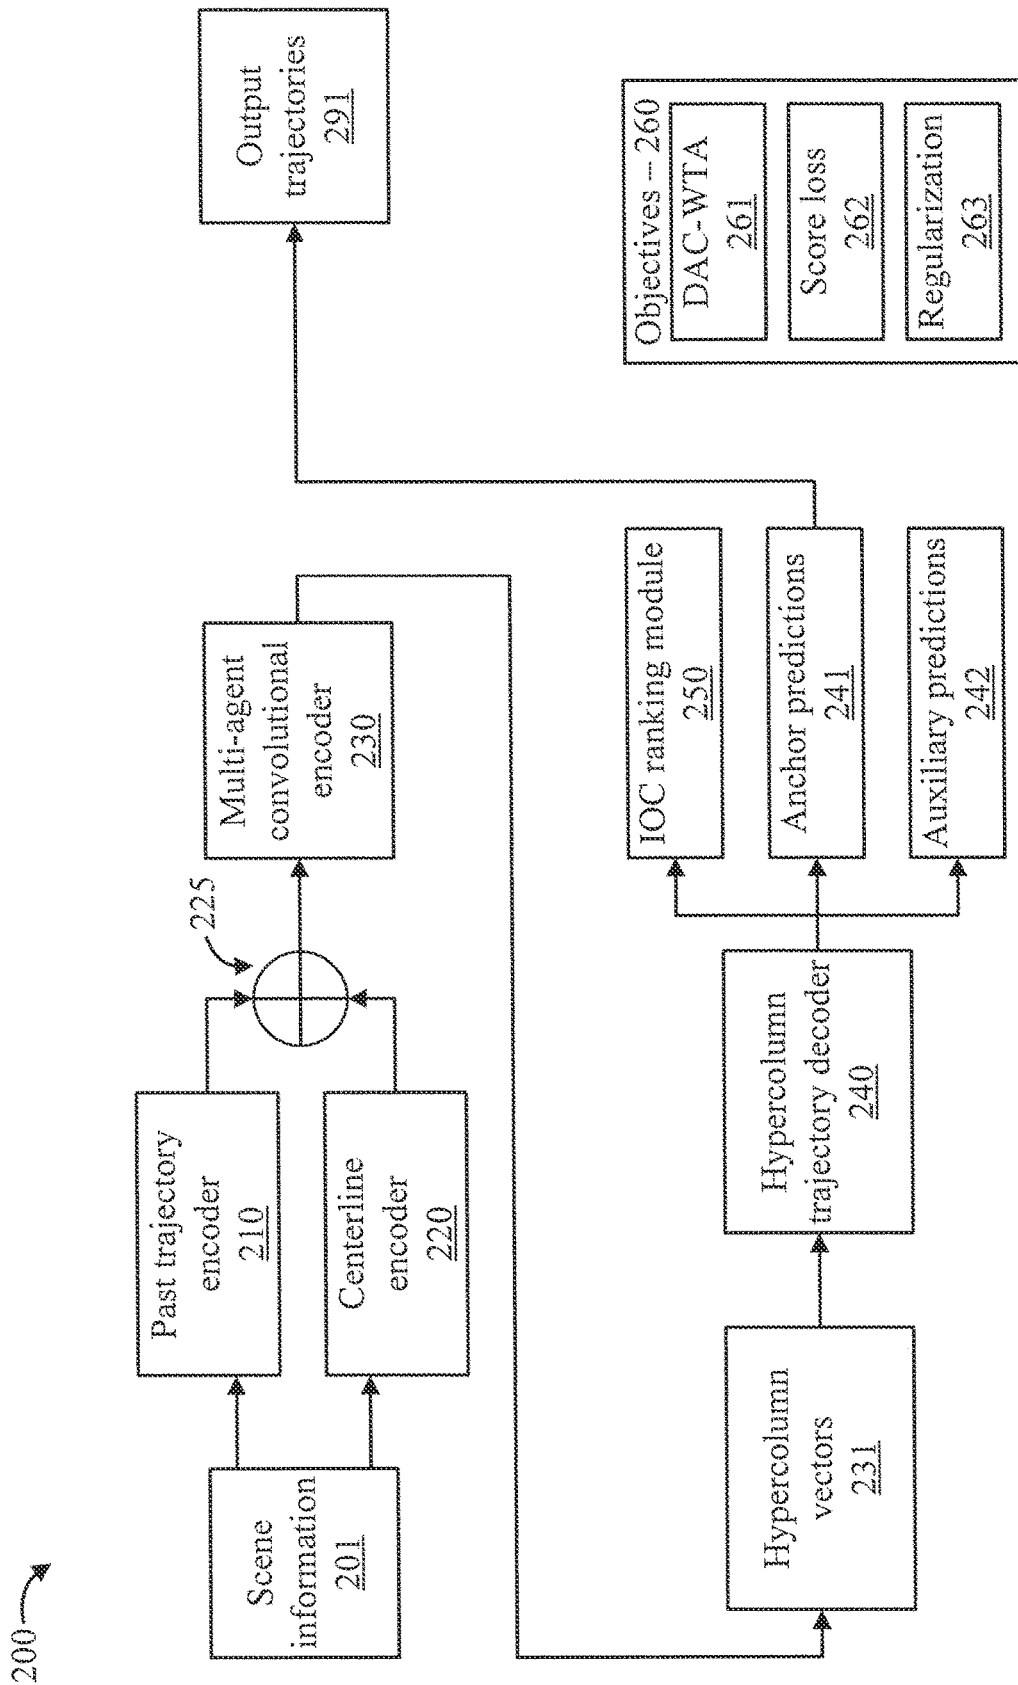 200
Scene
information
201
Past trajectory
encoder
210
Centerline
encoder
220
225
Multi-agent
convolutional
encoder
230
Output
trajectories
291
Hypercolumn
vectors
231
Hypercolumn
trajectory decoder
240
IOC ranking module
250
Anchor predictions
241
Auxiliary predictions
242
Objectives – 260
DAC-WTA
261
Score loss
262
Regularization
263